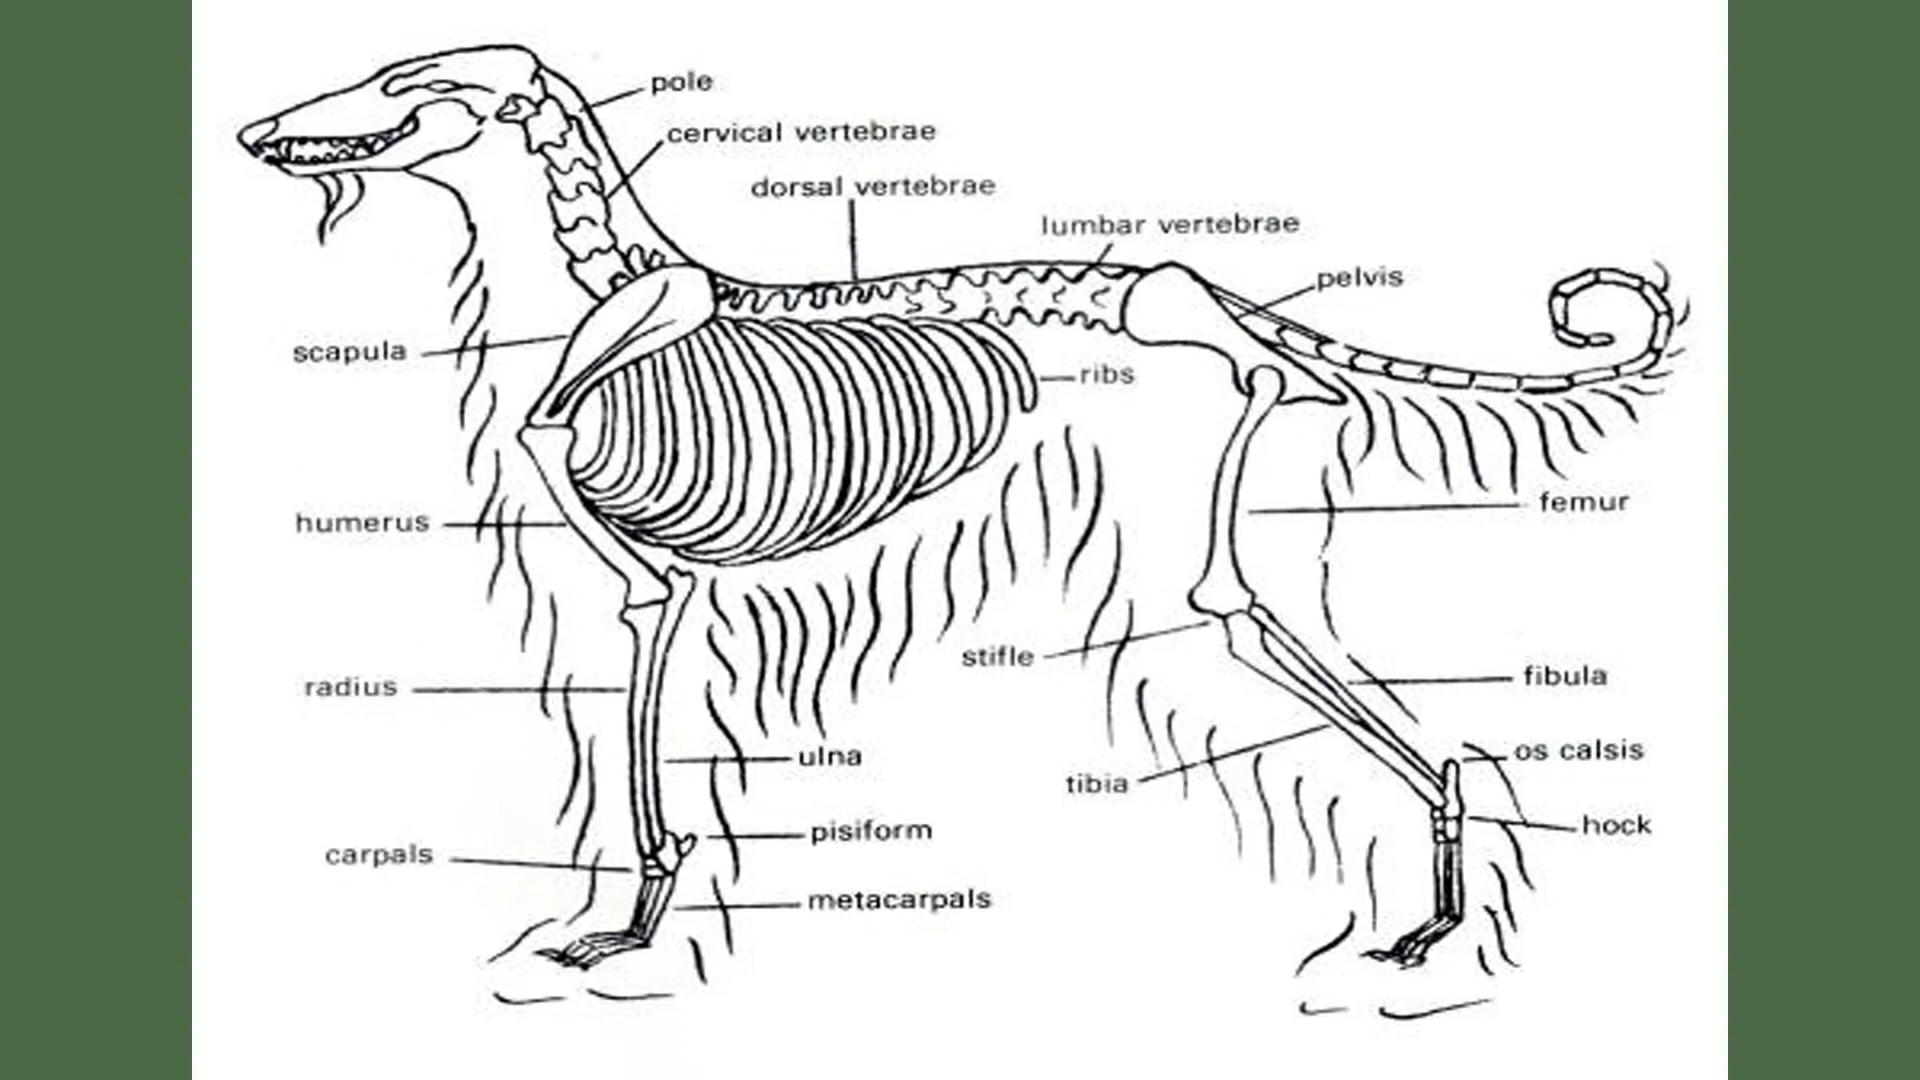 pole
cervical vertebrae
dorsal vertebrae
lumbar vertebrae
pelvis
scapula
ribs
humerus
femur
stifle
fibula
radius
os calsis
ulna
tibia
hock
pisiform
carpals
metacarpals